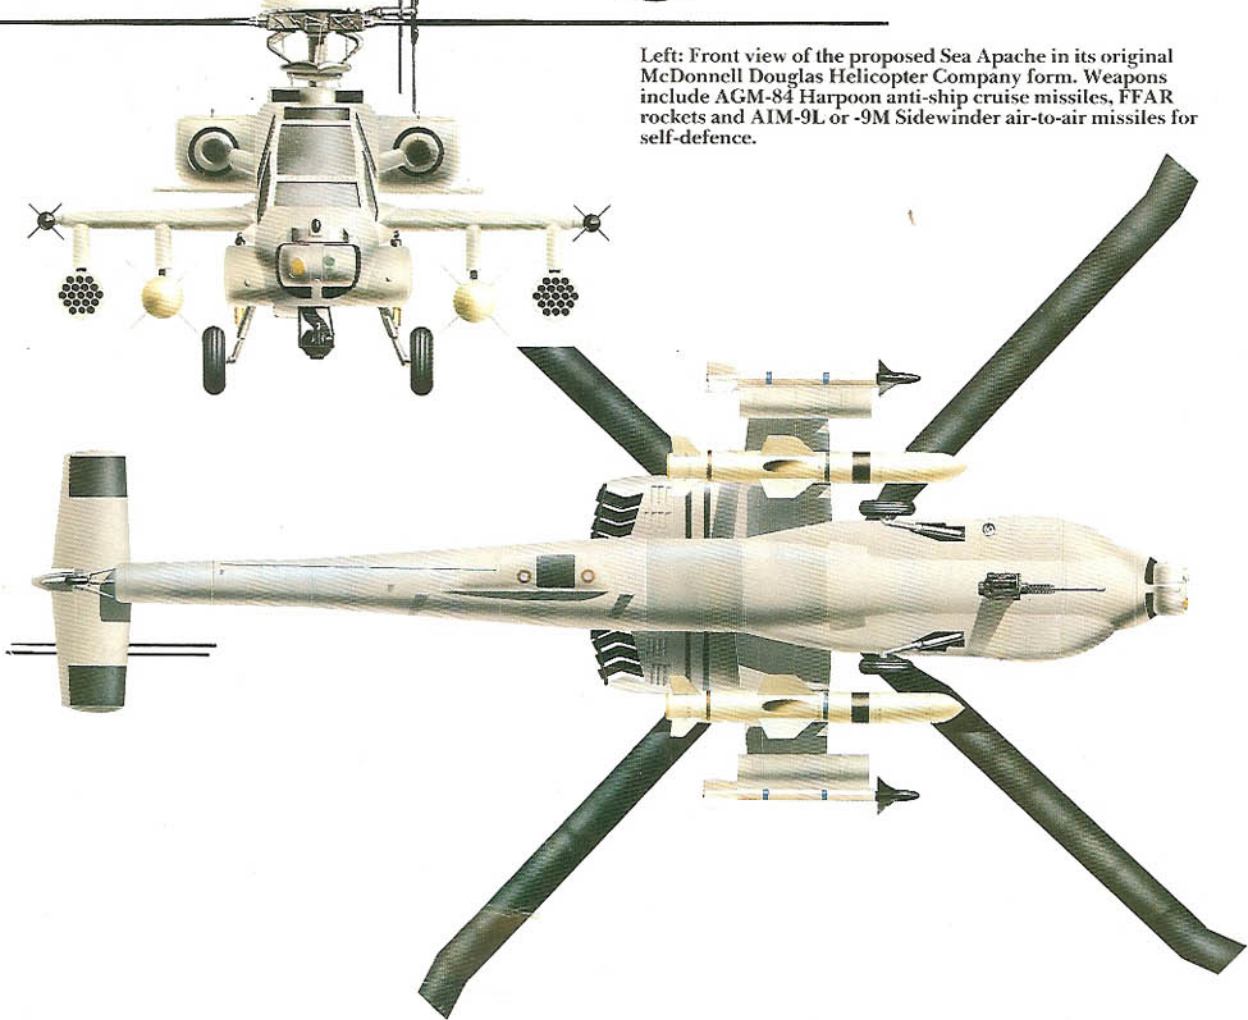 Left: Front view of the proposed Sea Apache in its original
McDonnell Douglas Helicopter Company form. Weapons
include AGM-84 Harpoon anti-ship cruise missiles, FFAR
rockets and AIM-9L or -9M Sidewinder air-to-air missiles for
self-defence.